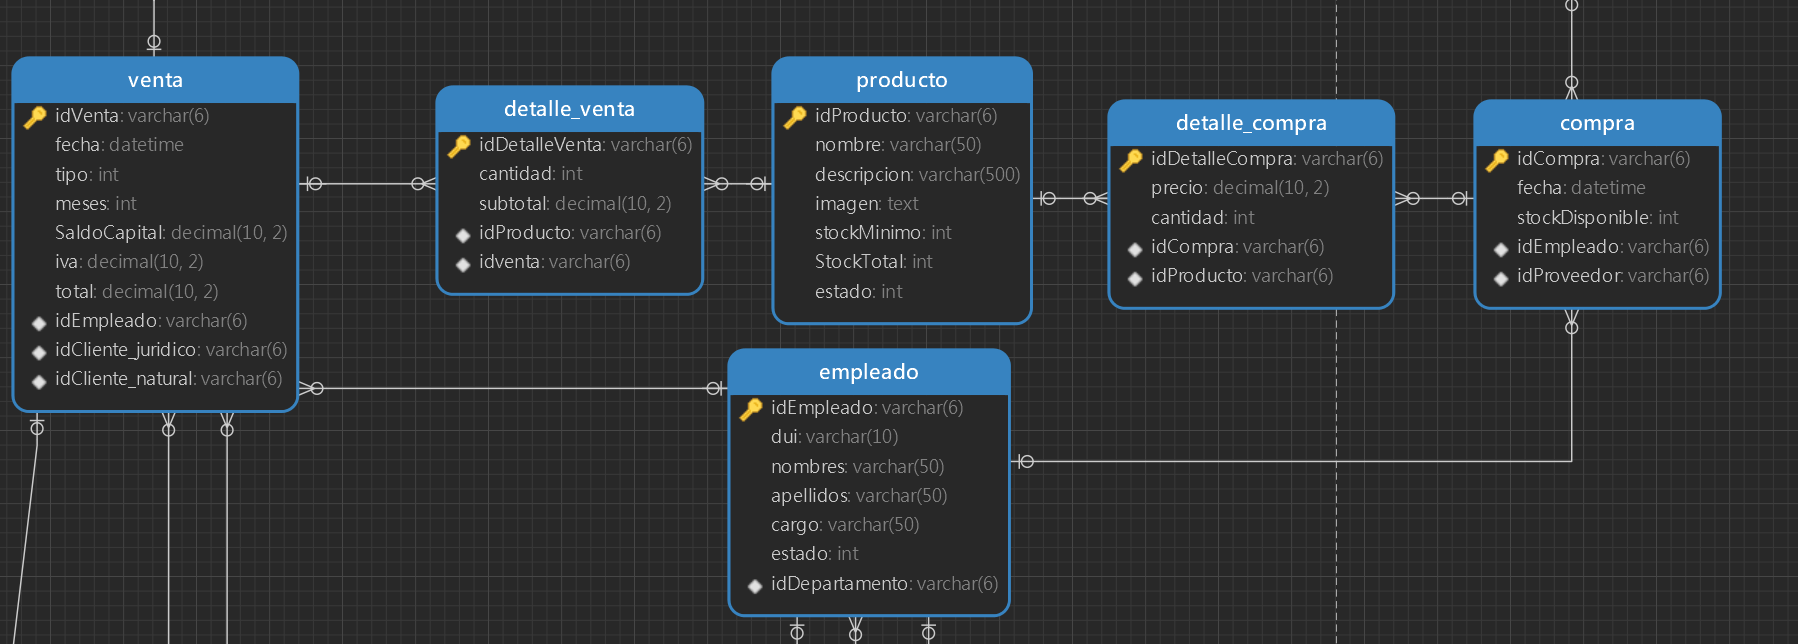 venta
idVenta: varchar(6)
fecha: datetime
tipo: int
meses: int
SaldoCapital: decimal(10, 2)
iva: decimal(10, 2)
total: decimal(10, 2)
idEmpleado: varchar(6)
idCliente_juridico: varchar(6)
idCliente_natural: varchar(6)
detalle_venta
idDetalleVenta: varchar(6)
cantidad: int
subtotal: decimal(10, 2)
idProducto: varchar(6)
idventa: varchar(6)
producto
idProducto: varchar(6)
nombre: varchar(50)
descripcion: varchar(500)
imagen: text
stockMinimo: int
StockTotal: int
estado: int
detalle_compra
idDetalleCompra: varchar(6)
precio: decimal(10, 2)
cantidad: int
idCompra: varchar(6)
idProducto: varchar(6)
compra
idCompra: varchar(6)
fecha: datetime
stockDisponible: int
idEmpleado: varchar(6)
idProveedor: varchar(6)
empleado
idEmpleado: varchar(6)
dui: varchar(10)
nombres: varchar(50)
apellidos: varchar(50)
cargo: varchar(50)
estado: int
idDepartamento: varchar(6)